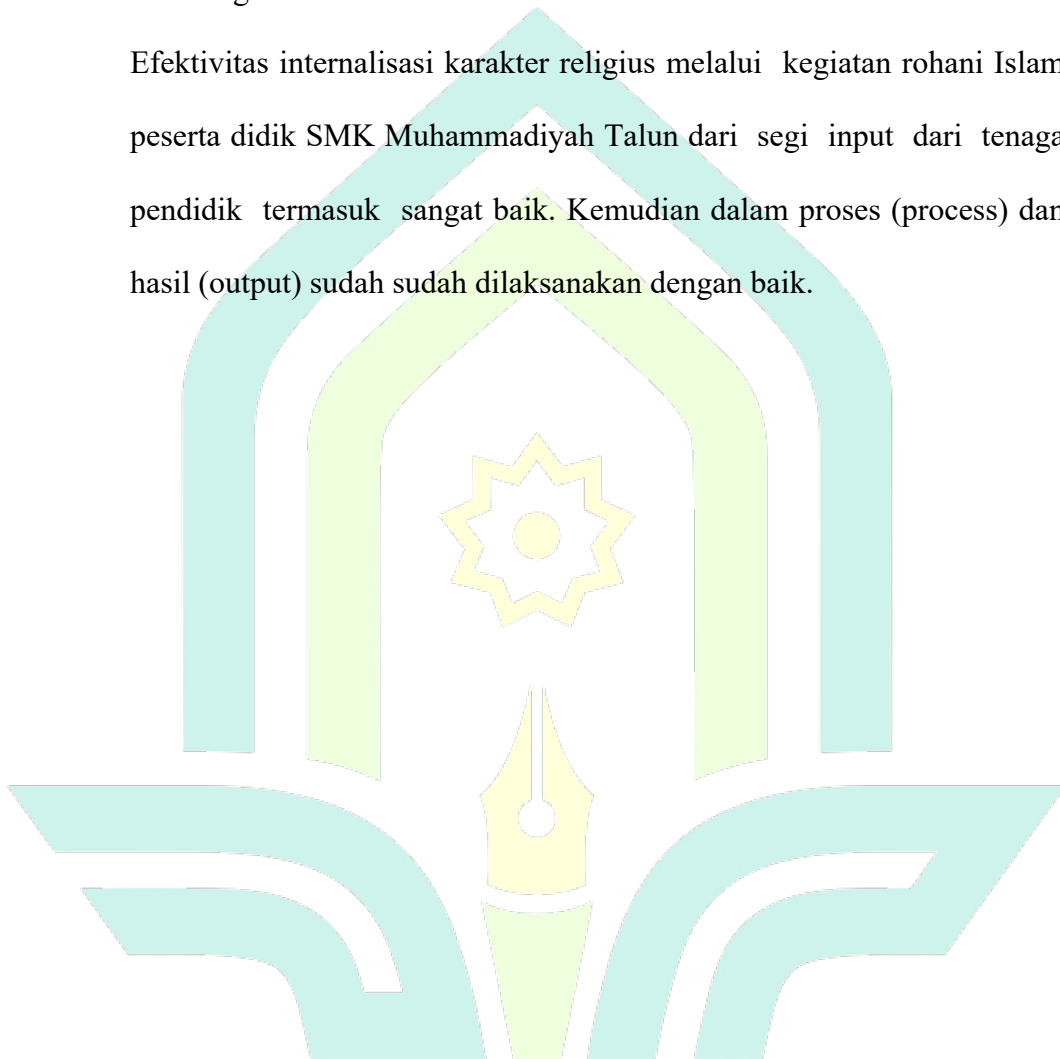 Efektivitas internalisasi karakter religius melalui kegiatan rohani Islam
peserta didik SMK Muhammadiyah Talun dari segi input dari tenaga
pendidik termasuk sangat baik. Kemudian dalam proses (process) dan
hasil (output) sudah sudah dilaksanakan dengan baik.